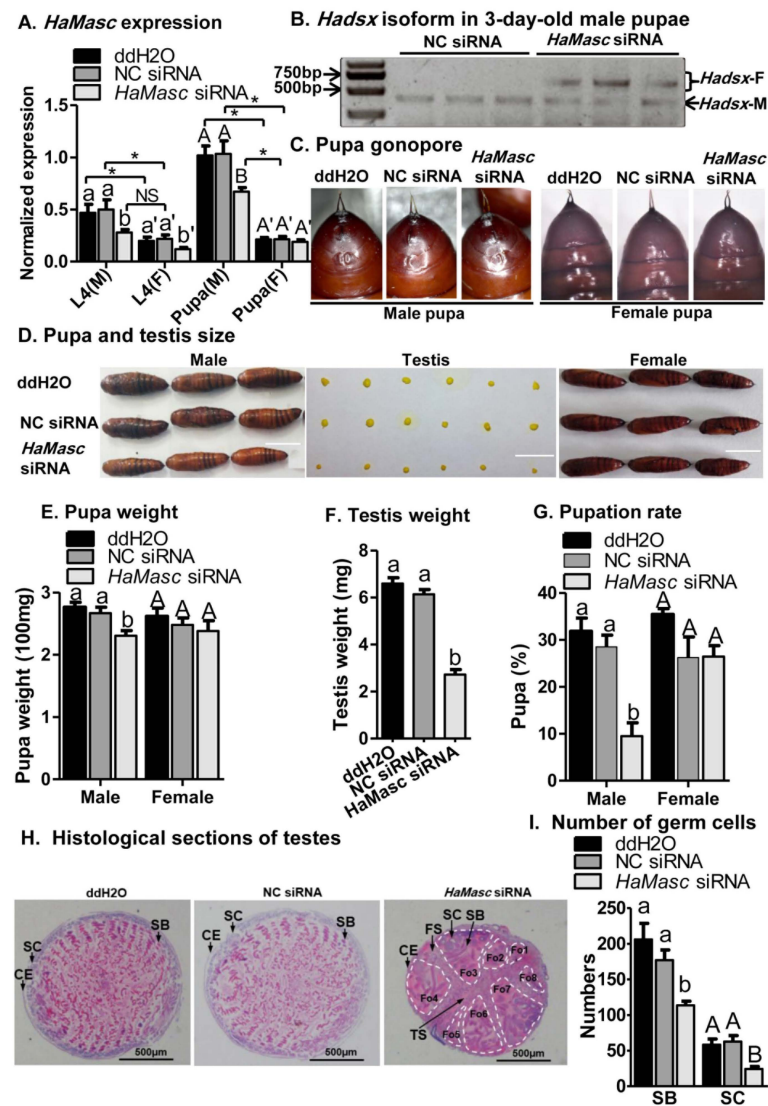 A. HaMasc expression
ddH2O
NC siRNA
HaMasc siRNA
Normalized expression
1.5
1.0
0.5
0.0
a a b a' a' b' A A B A' A' A'
* * NS * * *
L4(M) L4(F) Pupa(M) Pupa(F)
B. Hadsx isoform in 3-day-old male pupae
NC siRNA HaMasc siRNA
750bp
500bp
Hadsx-F
Hadsx-M
C. Pupa gonopore
ddH2O NC siRNA HaMasc siRNA
ddH2O NC siRNA HaMasc siRNA
Male pupa Female pupa
D. Pupa and testis size
Male Testis Female
ddH2O
NC siRNA
HaMasc
siRNA
E. Pupa weight
ddH2O
NC siRNA
HaMasc siRNA
Pupa weight (100mg)
3
2
1
0
a a b A A A
Male Female
F. Testis weight
Testis weight (mg)
8
6
4
2
0
a a b
ddH2O
NC siRNA
HaMasc siRNA
G. Pupation rate
ddH2O
NC siRNA
HaMasc siRNA
Pupa (%)
40
30
20
10
0
a a b A A A
Male Female
H. Histological sections of testes
ddH2O NC siRNA HaMasc siRNA
CE SC SB
500μm
CE SC SB
500μm
CE FS SC SB
Fo1
Fo2
Fo3
Fo8
Fo4
Fo7
Fo6
Fo5
TS
500μm
I. Number of germ cells
ddH2O
NC siRNA
HaMasc siRNA
Numbers
250
200
150
100
50
0
a a b A A B
SB SC